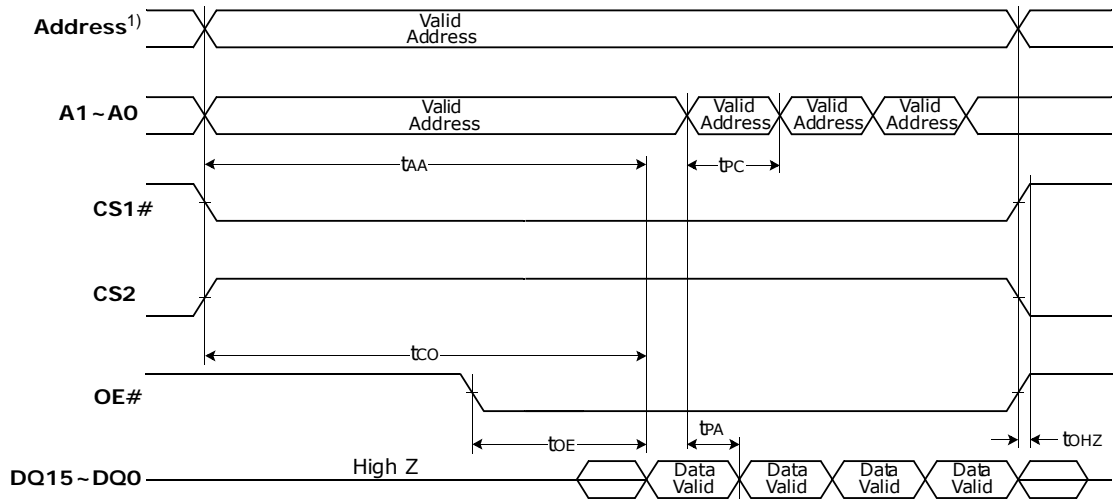 Address1)
Valid
Address
A1~A0
Valid
Address
Valid
Address
Valid
Address
Valid
Address
tAA
tPC
CS1#
CS2
tCO
OE#
tOE
tPA
tOHZ
DQ15~DQ0
High Z
Data
Valid
Data
Valid
Data
Valid
Data
Valid